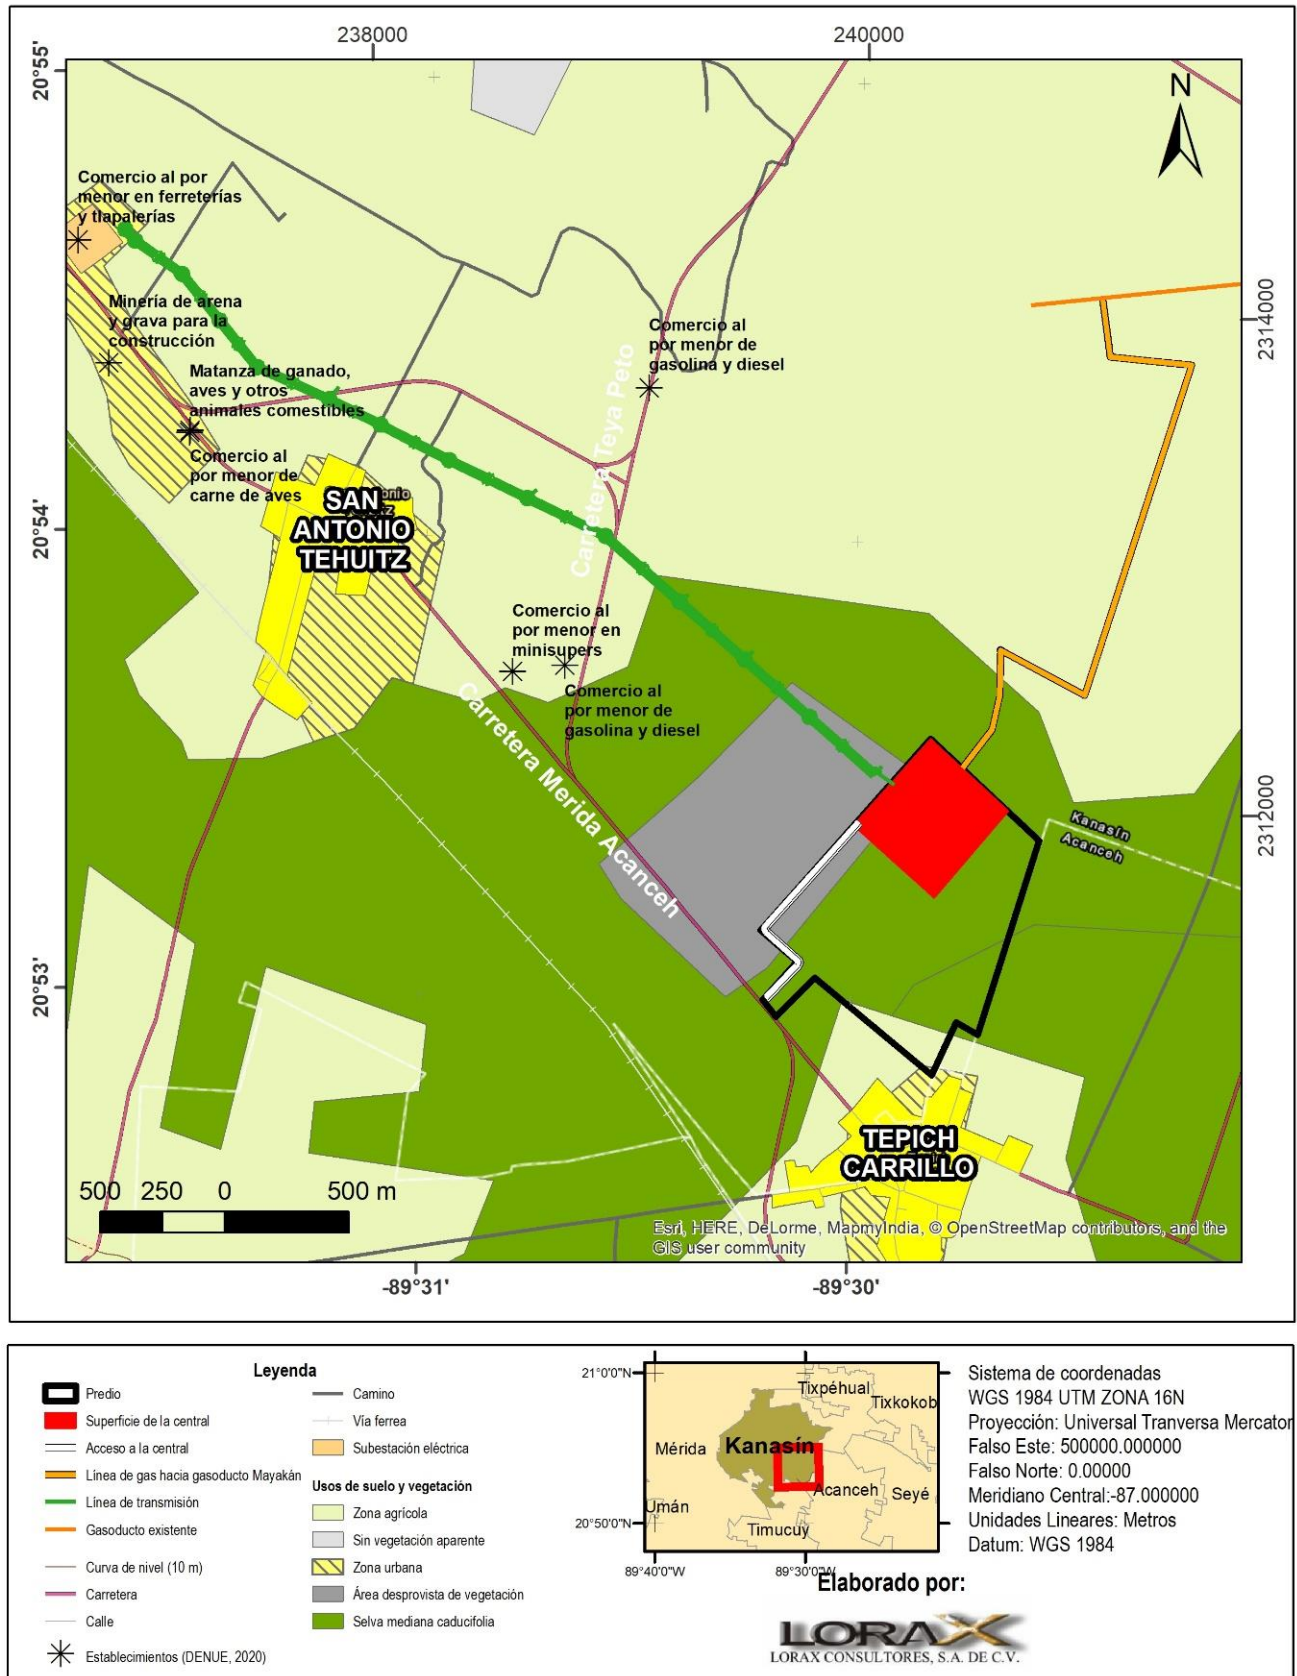 238000
240000
20°55'
N
Comercio al por
menor en ferreterías
y tlapalerías
Minería de arena
y grava para la
construcción
Comercio al
por menor de
gasolina y diesel
2314000
Matanza de ganado,
aves y otros
animales comestibles
Carretera Teya Peto
Comercio al
por menor de
carne de aves
20°54'
SAN
ANTONIO
TEHUITZ
Comercio al
por menor en
minisupers
Comercio al
por menor de
gasolina y diesel
Carretera Merida Acanceh
2312000
Kanasín
Acanceh
20°53'
TEPICH
CARRILLO
500 250 0 500 m
Esri, HERE, DeLorme, MapmyIndia, © OpenStreetMap contributors, and the
GIS user community
-89°31'
-89°30'
Leyenda
Predio
Superficie de la central
Acceso a la central
Línea de gas hacia gasoducto Mayakán
Línea de transmisión
Gasoducto existente
Curva de nivel (10 m)
Carretera
Calle
Establecimientos (DENUE, 2020)
Camino
Vía ferrea
Subestación eléctrica
Usos de suelo y vegetación
Zona agrícola
Sin vegetación aparente
Zona urbana
Área desprovista de vegetación
Selva mediana caducifolia
21°0'0"N
20°50'0"N
Tixpéhual
Tixkokob
Mérida
Kanasín
Umán
Acanceh
Seyé
Timucuy
89°40'0"W
89°30'0"W
Sistema de coordenadas
WGS 1984 UTM ZONA 16N
Proyección: Universal Tranversa Mercator
Falso Este: 500000.000000
Falso Norte: 0.00000
Meridiano Central:-87.000000
Unidades Lineares: Metros
Datum: WGS 1984
Elaborado por:
LORAX
LORAX CONSULTORES, S.A. DE C.V.